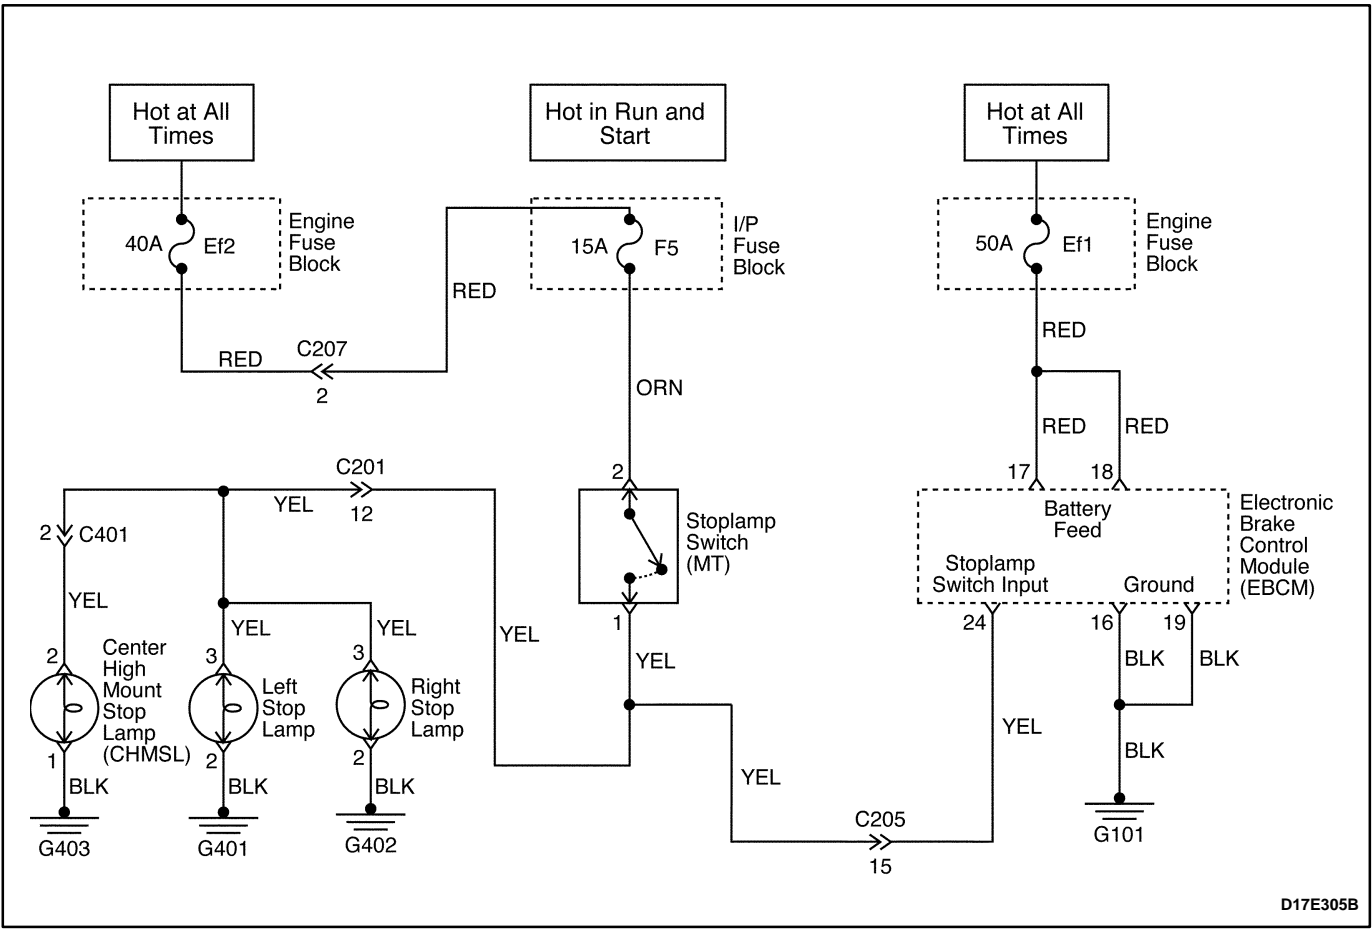 Hot at All
Times
Hot in Run and
Start
Hot at All
Times
40A
Ef2
Engine
Fuse
Block
15A
F5
I/P
Fuse
Block
50A
Ef1
Engine
Fuse
Block
RED
C207
2
RED
ORN
RED
RED
RED
C201
YEL
12
2
C401
YEL
YEL
YEL
YEL
2
Stoplamp
Switch
(MT)
1
YEL
17
18
Battery
Feed
Stoplamp
Switch Input
Ground
Electronic
Brake
Control
Module
(EBCM)
24
16
19
BLK
BLK
YEL
BLK
G101
2
Center
High
Mount
Stop
Lamp
(CHMSL)
1
BLK
G403
3
Left
Stop
Lamp
2
BLK
G401
3
Right
Stop
Lamp
2
BLK
G402
YEL
C205
15
D17E305B